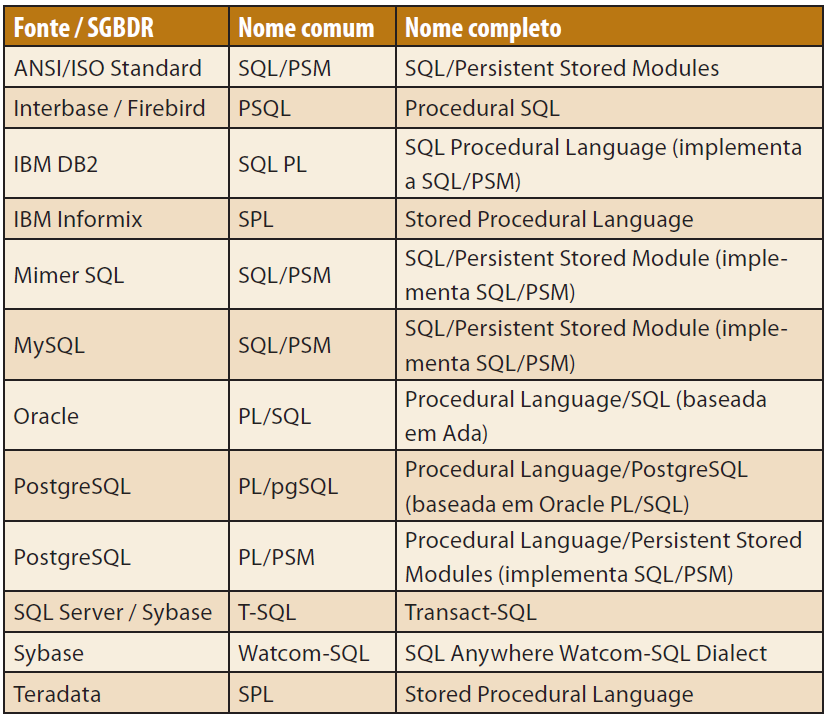 Fonte / SGBDR Nome comum Nome completo
ANSI/ISO Standard SQL/PSM SQL/Persistent Stored Modules
Interbase / Firebird PSQL Procedural SQL
IBM DB2 SQL PL SQL Procedural Language (implementa
a SQL/PSM)
IBM Informix SPL Stored Procedural Language
Mimer SQL SQL/PSM SQL/Persistent Stored Module (imple-
menta SQL/PSM)
MySQL SQL/PSM SQL/Persistent Stored Module (imple-
menta SQL/PSM)
Oracle PL/SQL Procedural Language/SQL (baseada
em Ada)
PostgreSQL PL/pgSQL Procedural Language/PostgreSQL
(baseada em Oracle PL/SQL)
PostgreSQL PL/PSM Procedural Language/Persistent Stored
Modules (implementa SQL/PSM)
SQL Server / Sybase T-SQL Transact-SQL
Sybase Watcom-SQL SQL Anywhere Watcom-SQL Dialect
Teradata SPL Stored Procedural Language